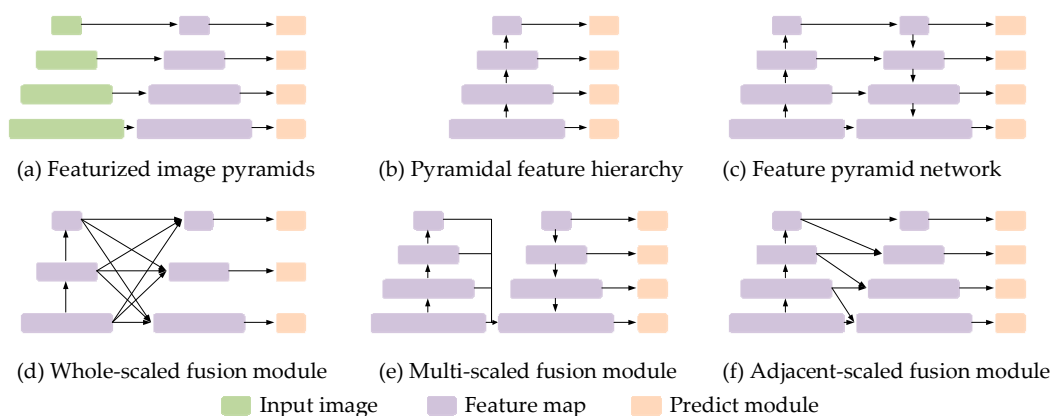 (a) Featurized image pyramids
(b) Pyramidal feature hierarchy
(c) Feature pyramid network
(d) Whole-scaled fusion module
(e) Multi-scaled fusion module
(f) Adjacent-scaled fusion module
Input image
Feature map
Predict module